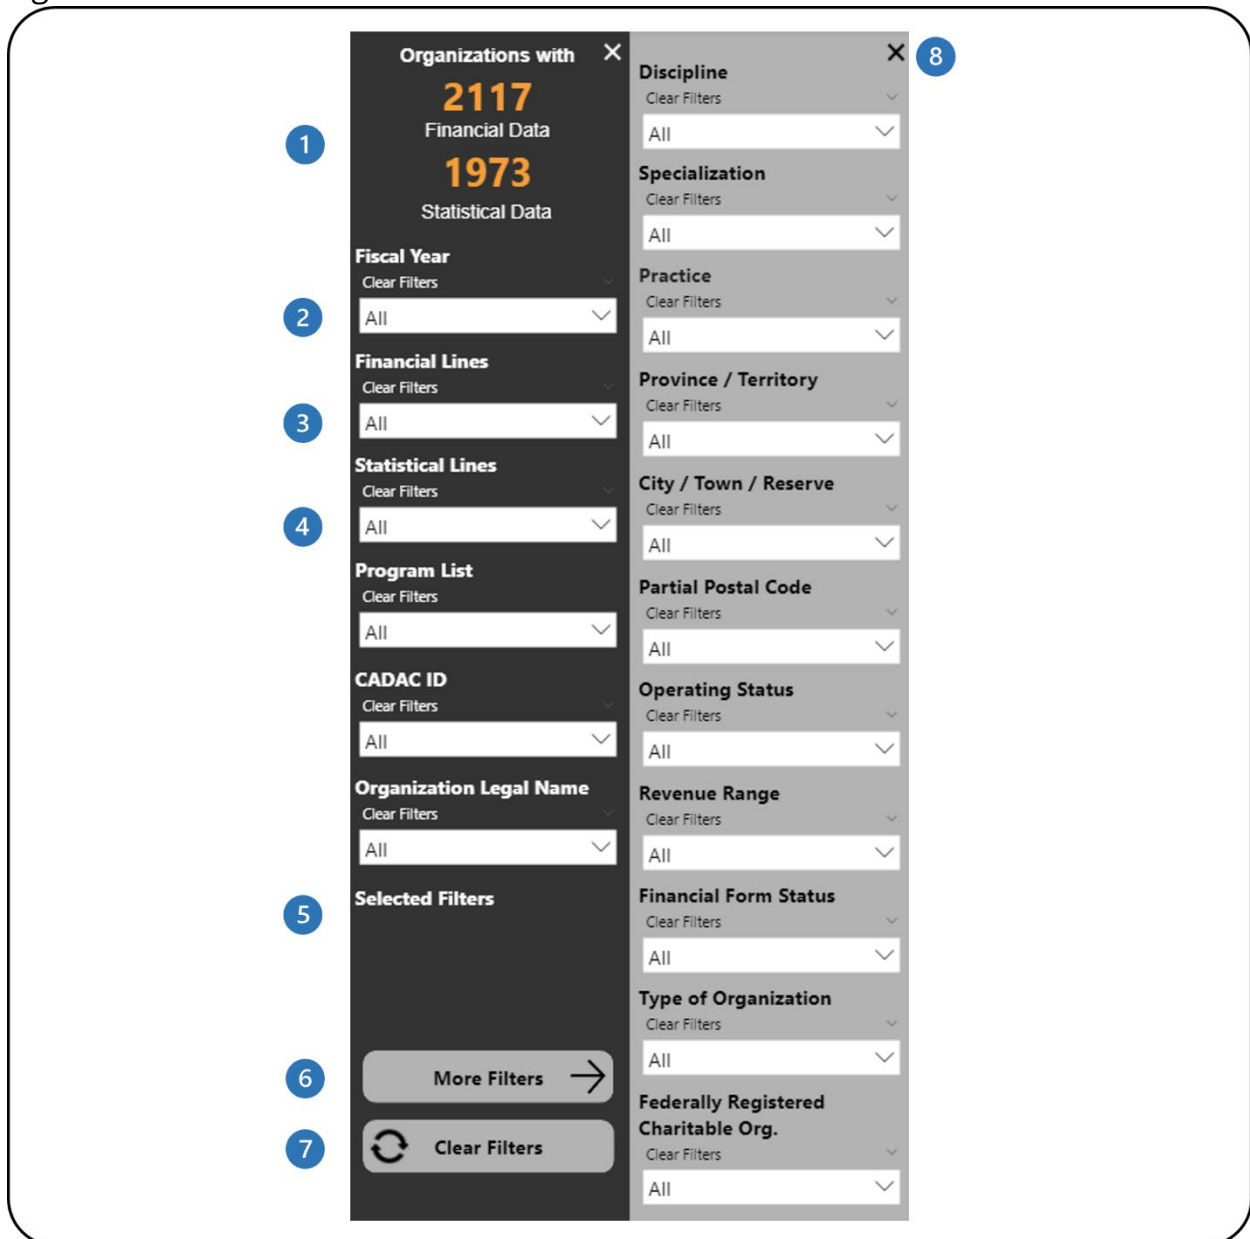 Organizations with
2117
Financial Data
1
1973
Statistical Data
Fiscal Year
Clear Filters
2
All
Financial Lines
Clear Filters
3
All
Statistical Lines
Clear Filters
4
All
Program List
Clear Filters
All
CADAC ID
Clear Filters
All
Organization Legal Name
Clear Filters
All
5
Selected Filters
6
More Filters
7
Clear Filters
8
Discipline
Clear Filters
All
Specialization
Clear Filters
All
Practice
Clear Filters
All
Province / Territory
Clear Filters
All
City / Town / Reserve
Clear Filters
All
Partial Postal Code
Clear Filters
All
Operating Status
Clear Filters
All
Revenue Range
Clear Filters
All
Financial Form Status
Clear Filters
All
Type of Organization
Clear Filters
All
Federally Registered
Charitable Org.
Clear Filters
All